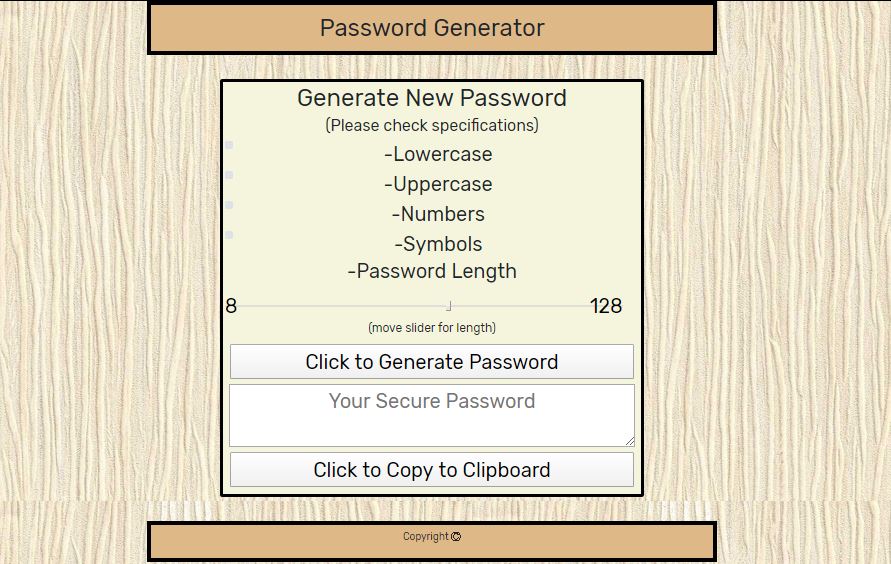 Password Generator
Generate New Password
(Please check specifications)
-Lowercase
-Uppercase
-Numbers
-Symbols
-Password Length
8 128
(move slider for length)
Click to Generate Password
Your Secure Password
Click to Copy to Clipboard
Copyright ©